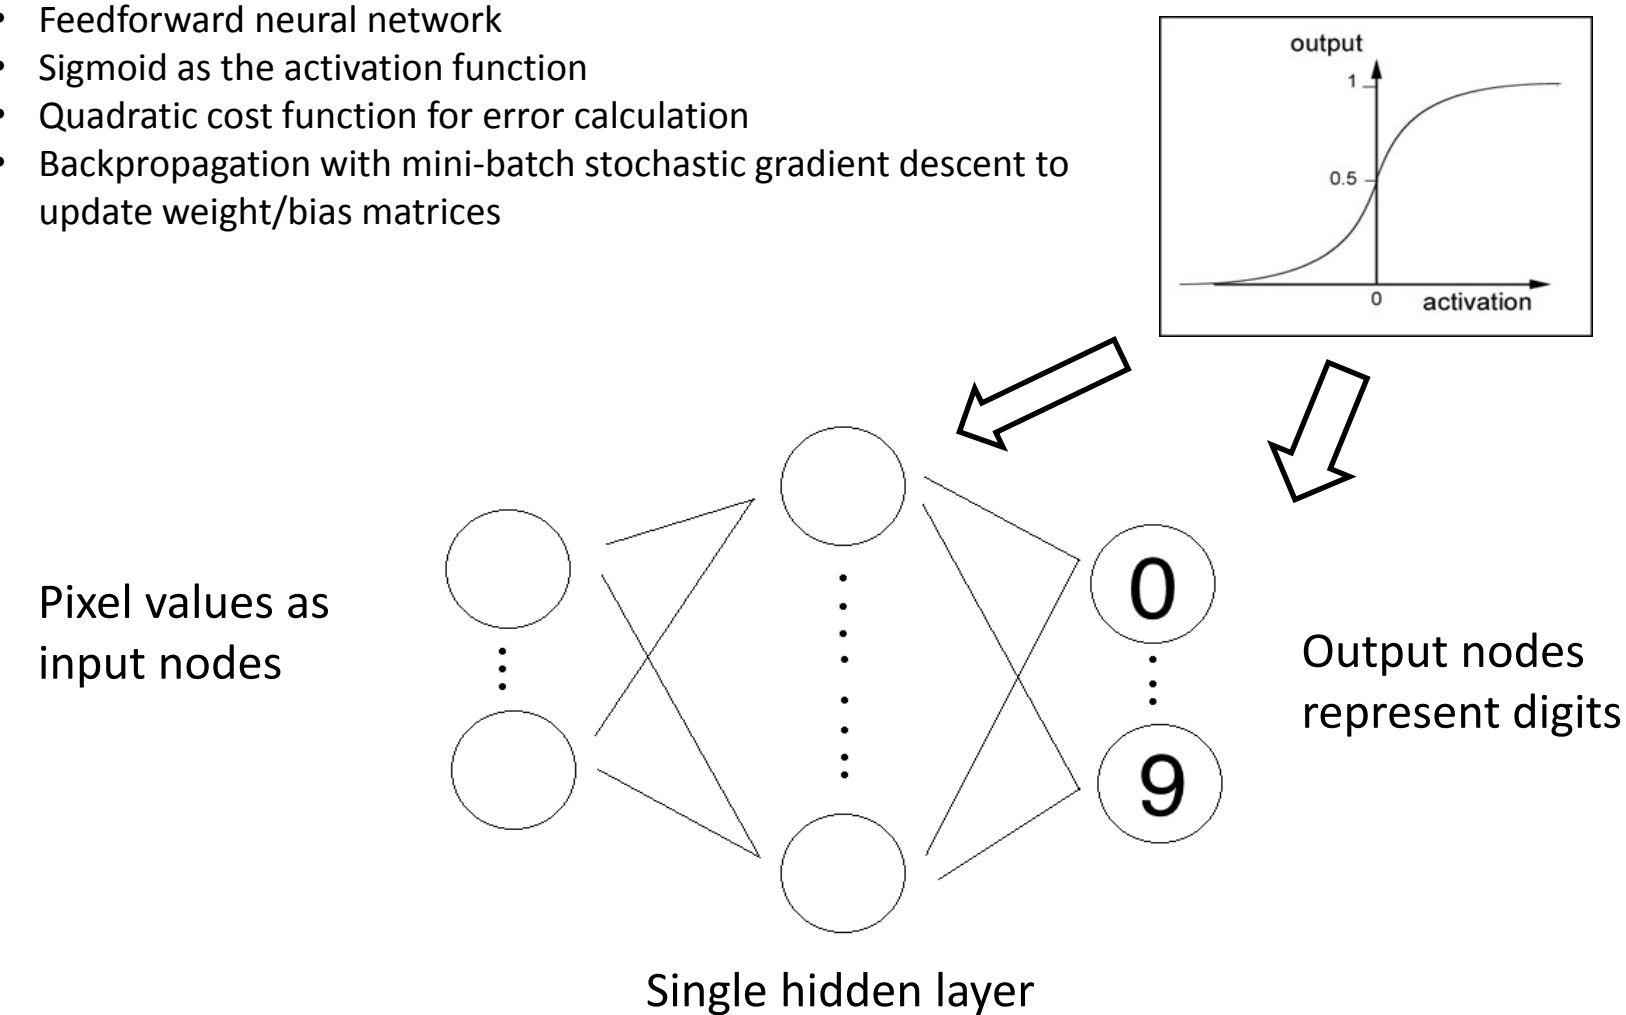 • Feedforward neural network
• Sigmoid as the activation function
• Quadratic cost function for error calculation
• Backpropagation with mini-batch stochastic gradient descent to
update weight/bias matrices
output
1
0.5
0
activation
Pixel values as
input nodes
0
9
Output nodes
represent digits
Single hidden layer